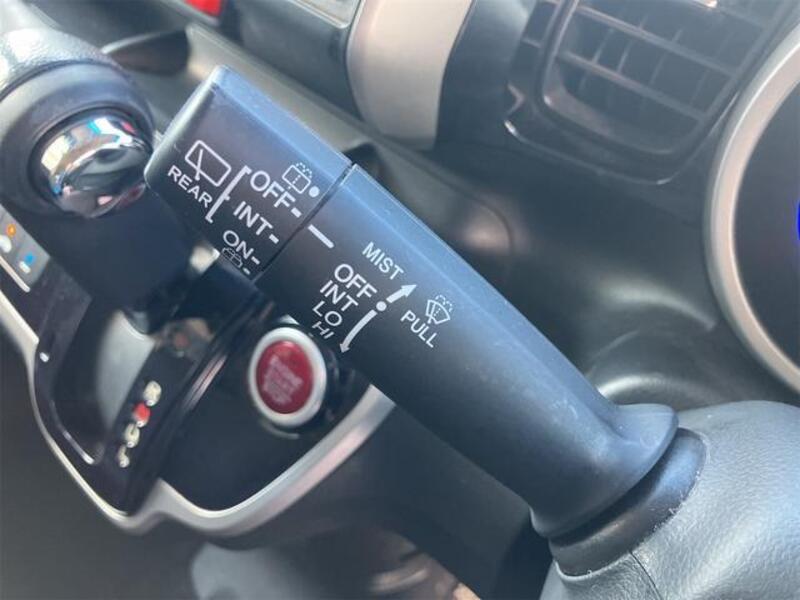 REAR
OFF-
INT-
ON-
MIST
OFF
INT
LO
HI
PULL